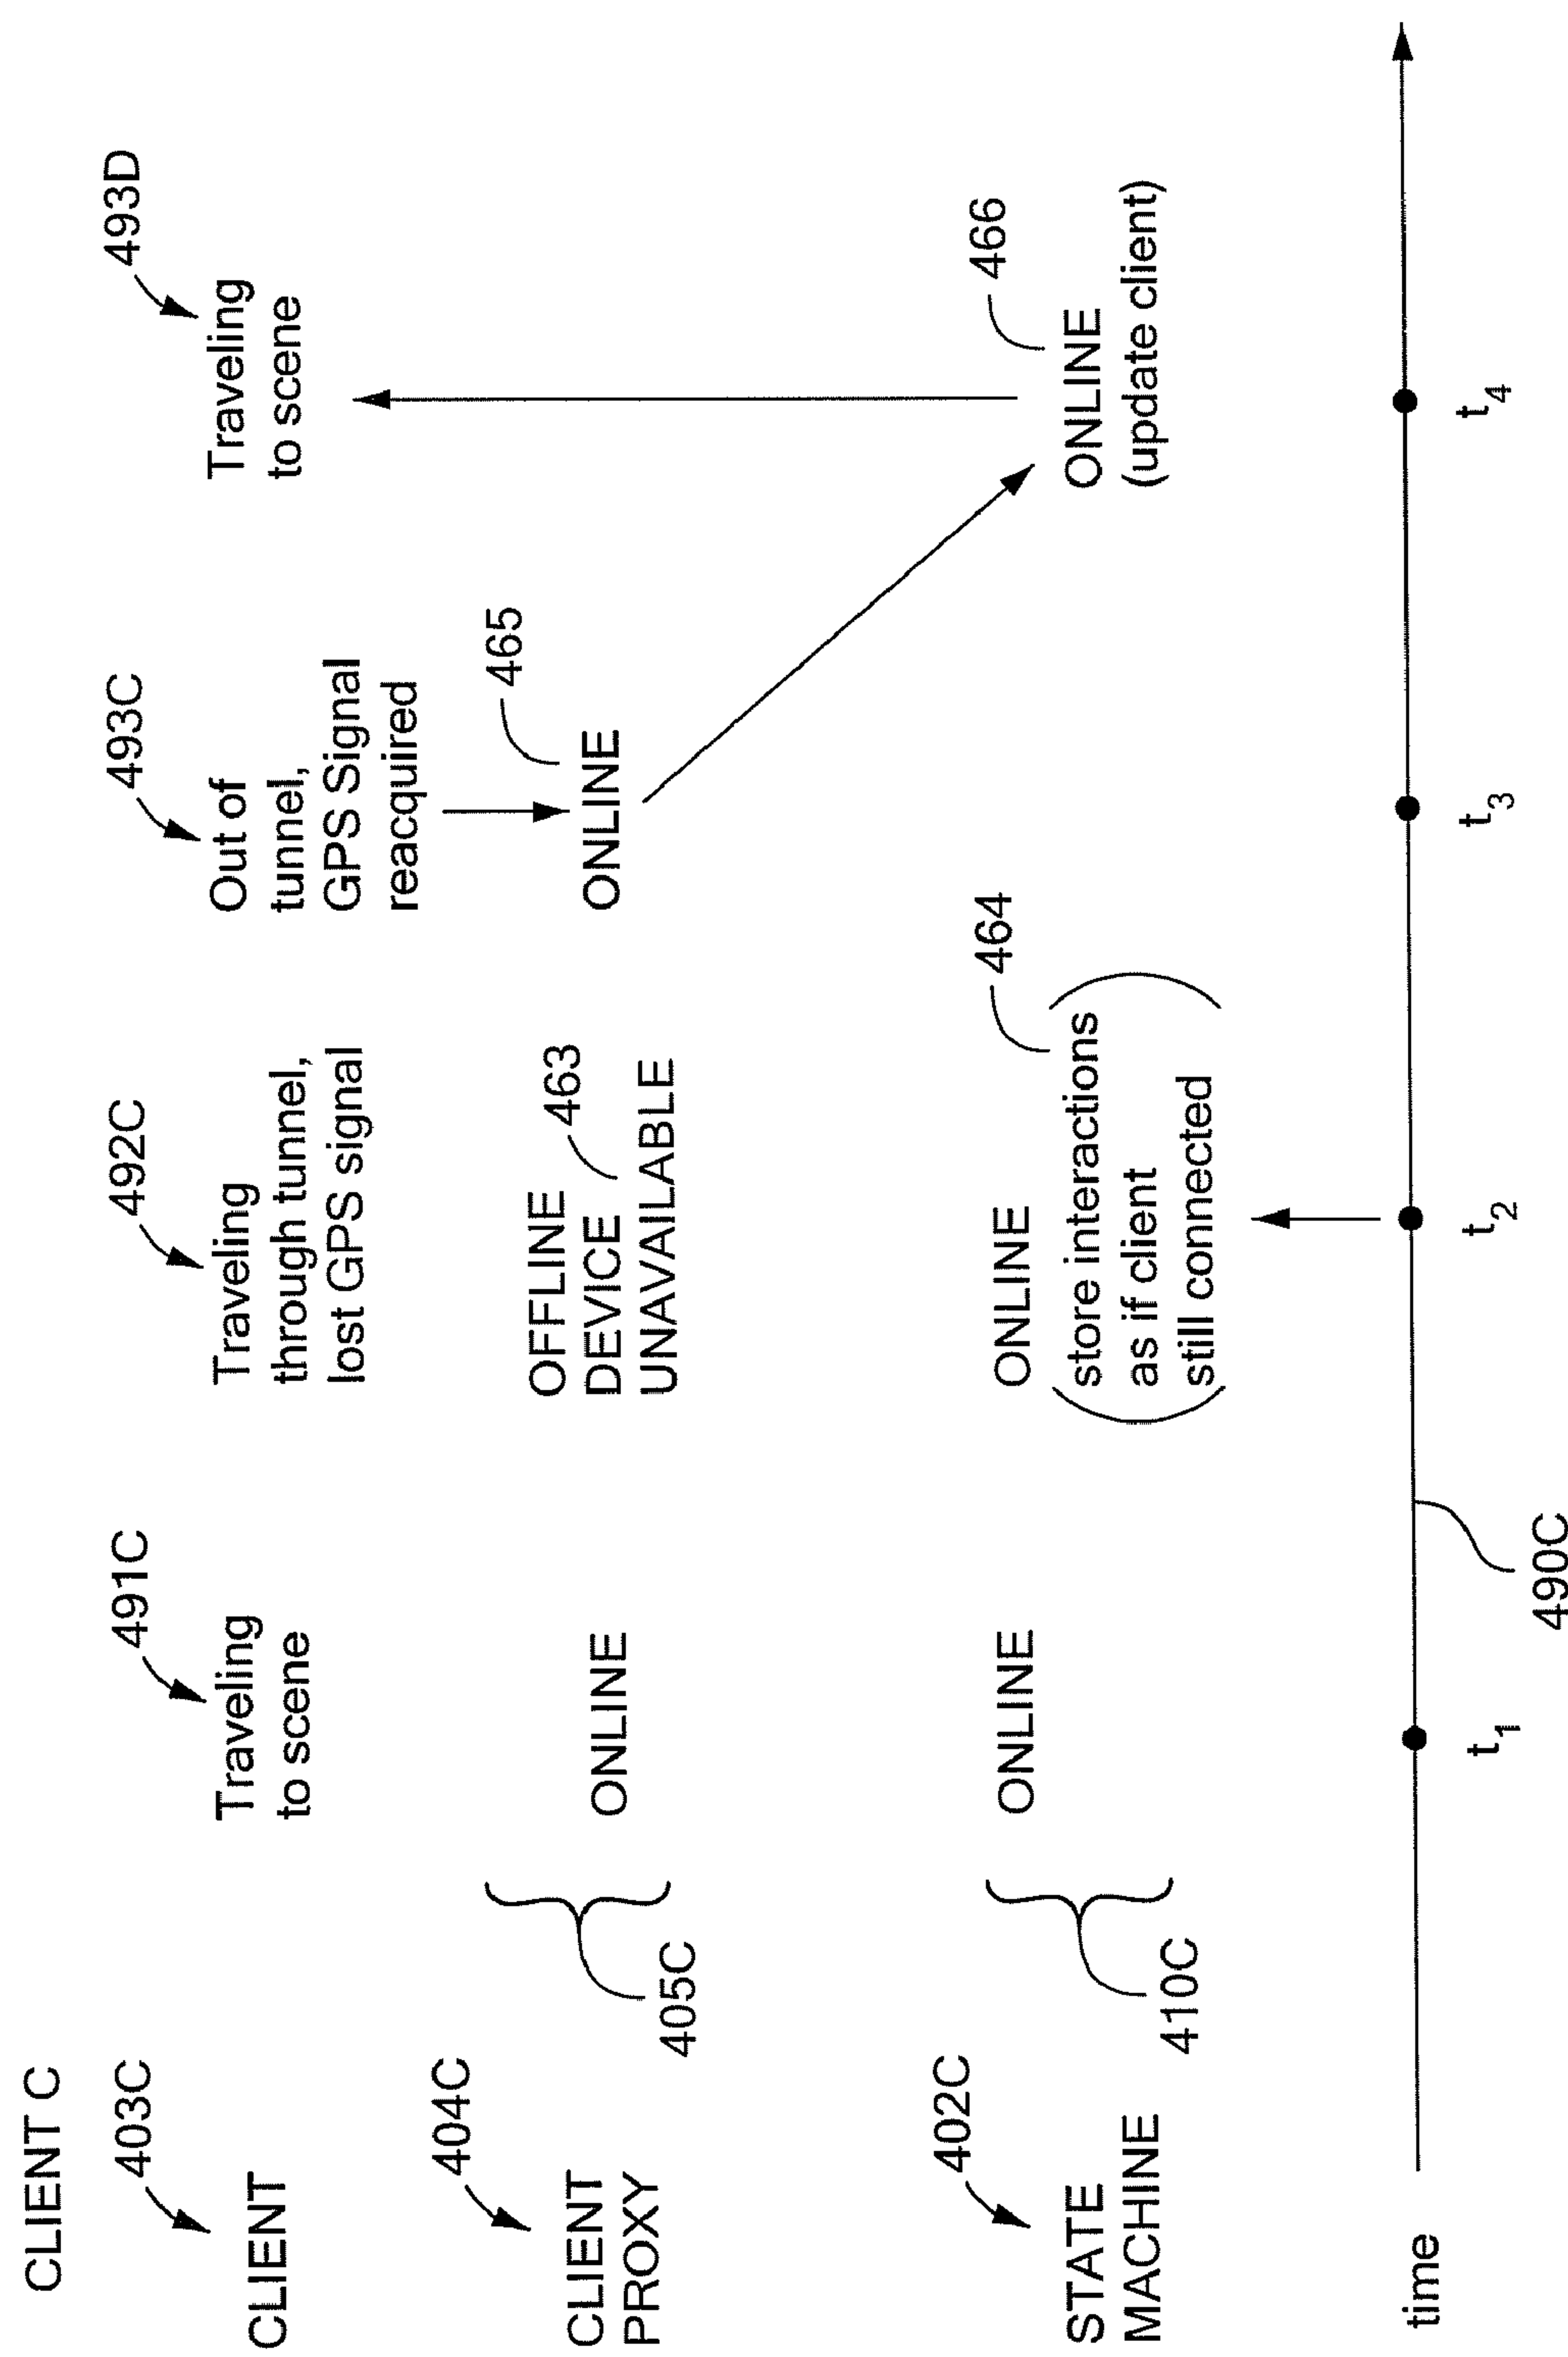 CLIENT C
403C
CLIENT
491C
Traveling
to scene
492C
Traveling
through tunnel,
lost GPS signal
493C
Out of
tunnel,
GPS Signal
reacquired
493D
Traveling
to scene
404C
CLIENT
PROXY
405C
ONLINE
OFFLINE
DEVICE
UNAVAILABLE
463
ONLINE
465
402C
STATE
MACHINE
410C
ONLINE
ONLINE
(store interactions
as if client
still connected)
464
ONLINE
(update client)
466
time
t1
t2
t3
t4
490C